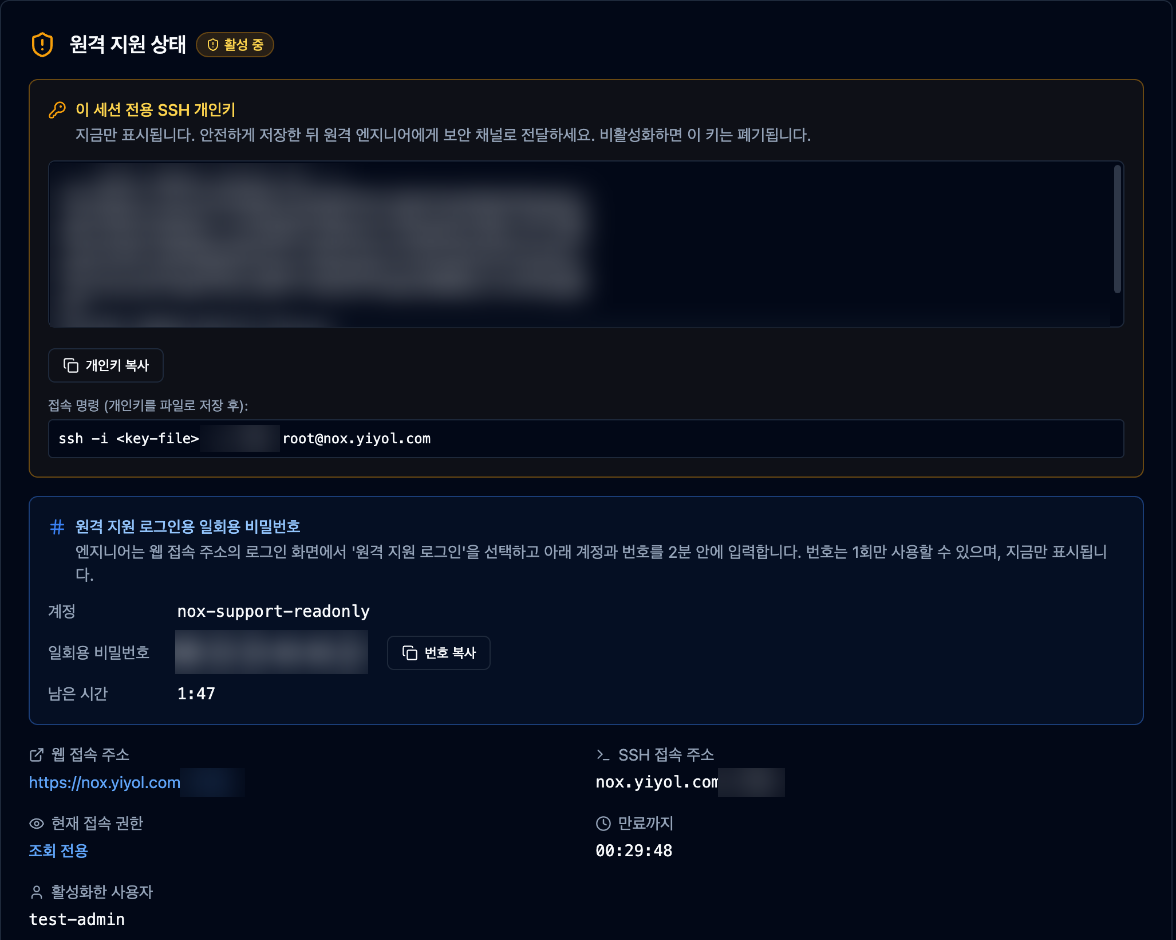 원격 지원 상태 활성 중
이 세션 전용 SSH 개인키
지금만 표시됩니다. 안전하게 저장한 뒤 원격 엔지니어에게 보안 채널로 전달하세요. 비활성화하면 이 키는 폐기됩니다.
개인키 복사
접속 명령 (개인키를 파일로 저장 후):
ssh -i <key-file> root@nox.yiyol.com
# 원격 지원 로그인용 일회용 비밀번호
엔지니어는 웹 접속 주소의 로그인 화면에서 '원격 지원 로그인'을 선택하고 아래 계정과 번호를 2분 안에 입력합니다. 번호는 1회만 사용할 수 있으며, 지금만 표시됩니
다.
계정 nox-support-readonly
일회용 비밀번호 번호 복사
남은 시간 1:47
웹 접속 주소
https://nox.yiyol.com
SSH 접속 주소
nox.yiyol.com
현재 접속 권한
조회 전용
만료까지
00:29:48
활성화한 사용자
test-admin